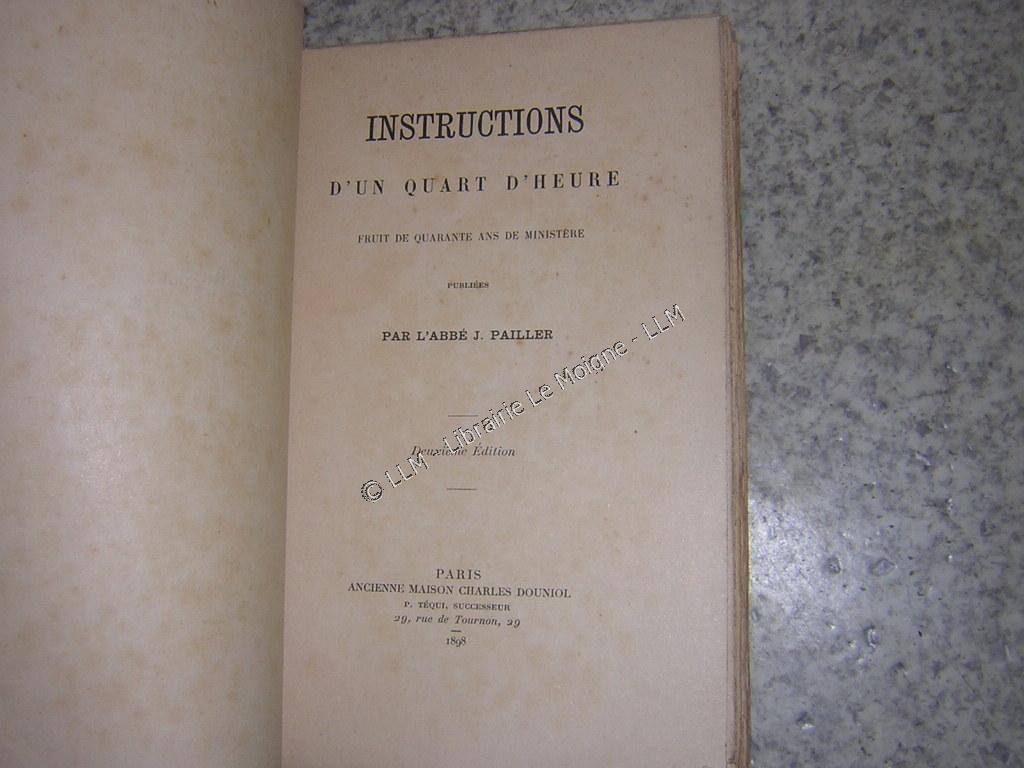 INSTRUCTIONS
D'UN QUART D'HEURE
FRUIT DE QUARANTE ANS DE MINISTÈRE
PUBLIÉES
PAR L'ABBÉ J. PAILLER
Deuxième Édition
© LLM - Librairie Le Moigne - LLM
PARIS
ANCIENNE MAISON CHARLES DOUNIOL
P. TÉQUI, SUCCESSEUR
29, rue de Tournon, 29
1898